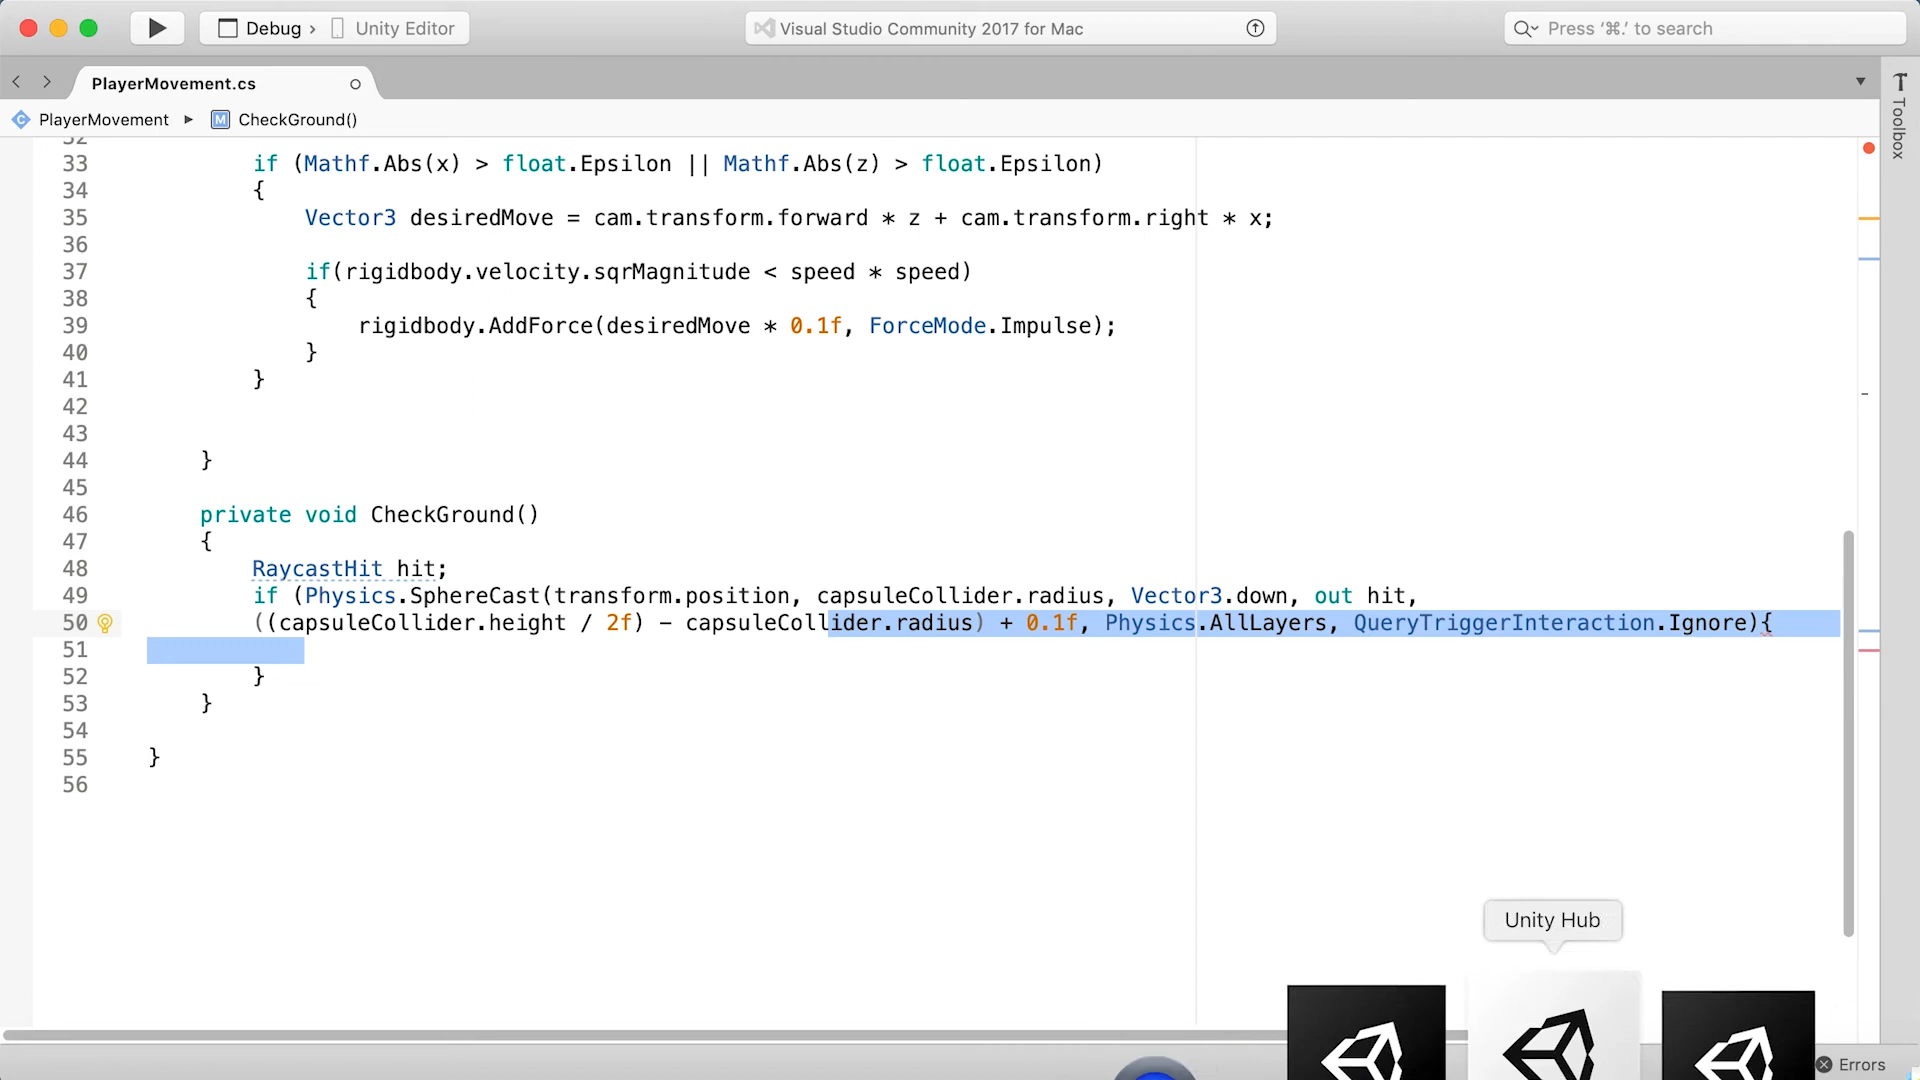 Debug › Unity Editor
Visual Studio Community 2017 for Mac
Press ‘⌘.’ to search
PlayerMovement.cs
PlayerMovement ▸ M CheckGround()
Toolbox
32
33 if (Mathf.Abs(x) > float.Epsilon || Mathf.Abs(z) > float.Epsilon)
34 {
35 Vector3 desiredMove = cam.transform.forward * z + cam.transform.right * x;
36
37 if(rigidbody.velocity.sqrMagnitude < speed * speed)
38 {
39 rigidbody.AddForce(desiredMove * 0.1f, ForceMode.Impulse);
40 }
41 }
42
43
44 }
45
46 private void CheckGround()
47 {
48 RaycastHit hit;
49 if (Physics.SphereCast(transform.position, capsuleCollider.radius, Vector3.down, out hit,
50 ((capsuleCollider.height / 2f) - capsuleCollider.radius) + 0.1f, Physics.AllLayers, QueryTriggerInteraction.Ignore){
51
52 }
53 }
54
55 }
56
Unity Hub
Errors